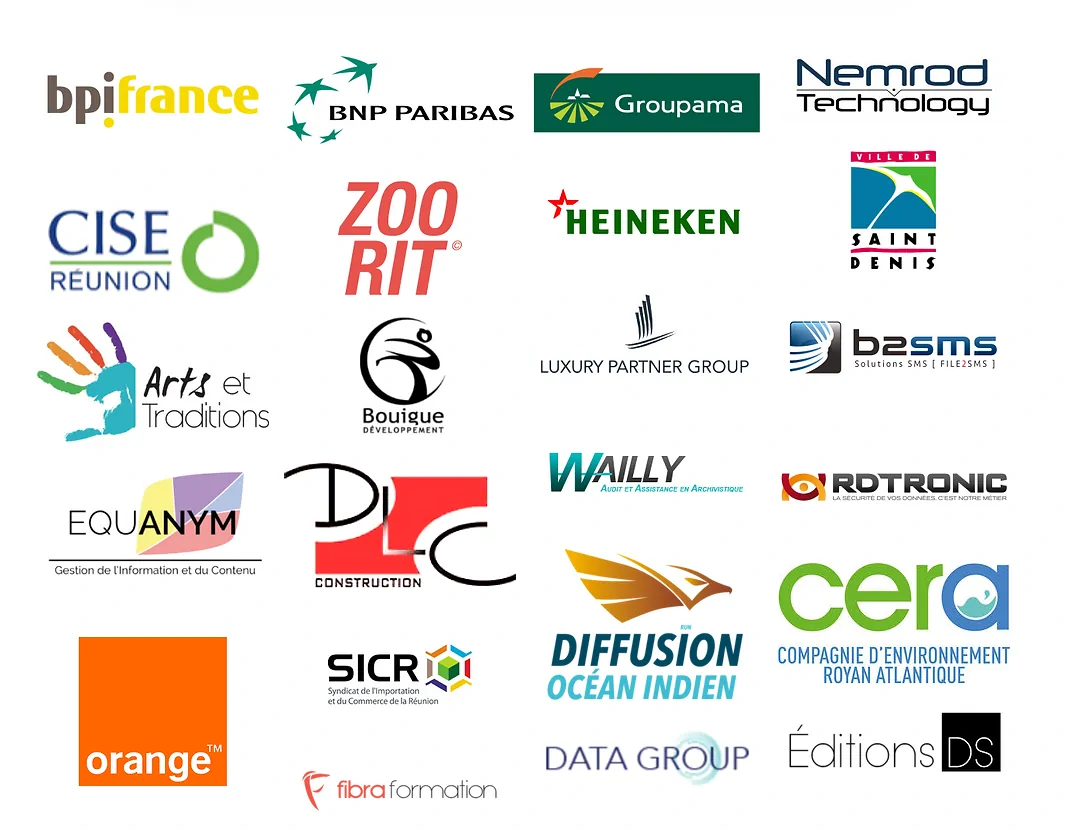 bpifrance
BNP PARIBAS
Groupama
Nemrod
Technology
CISE
RÉUNION
ZOO
RIT©
HEINEKEN
VILLE DE
SAINT
DENIS
Arts et
Traditions
Bouigue
DÉVELOPPEMENT
LUXURY PARTNER GROUP
b2sms
Solutions SMS [ FILE2SMS ]
EQUANYM
Gestion de l'Information et du Contenu
DLC
CONSTRUCTION
WAILLY
AUDIT ET ASSISTANCE EN ARCHIVISTIQUE
RDTRONIC
LA SÉCURITÉ DE VOS DONNÉES, C'EST NOTRE MÉTIER
orange™
SICR
Syndicat de l'Importation
et du Commerce de la Réunion
RUN
DIFFUSION
OCÉAN INDIEN
cera
COMPAGNIE D'ENVIRONNEMENT
ROYAN ATLANTIQUE
fibraformation
DATA GROUP
Éditions DS